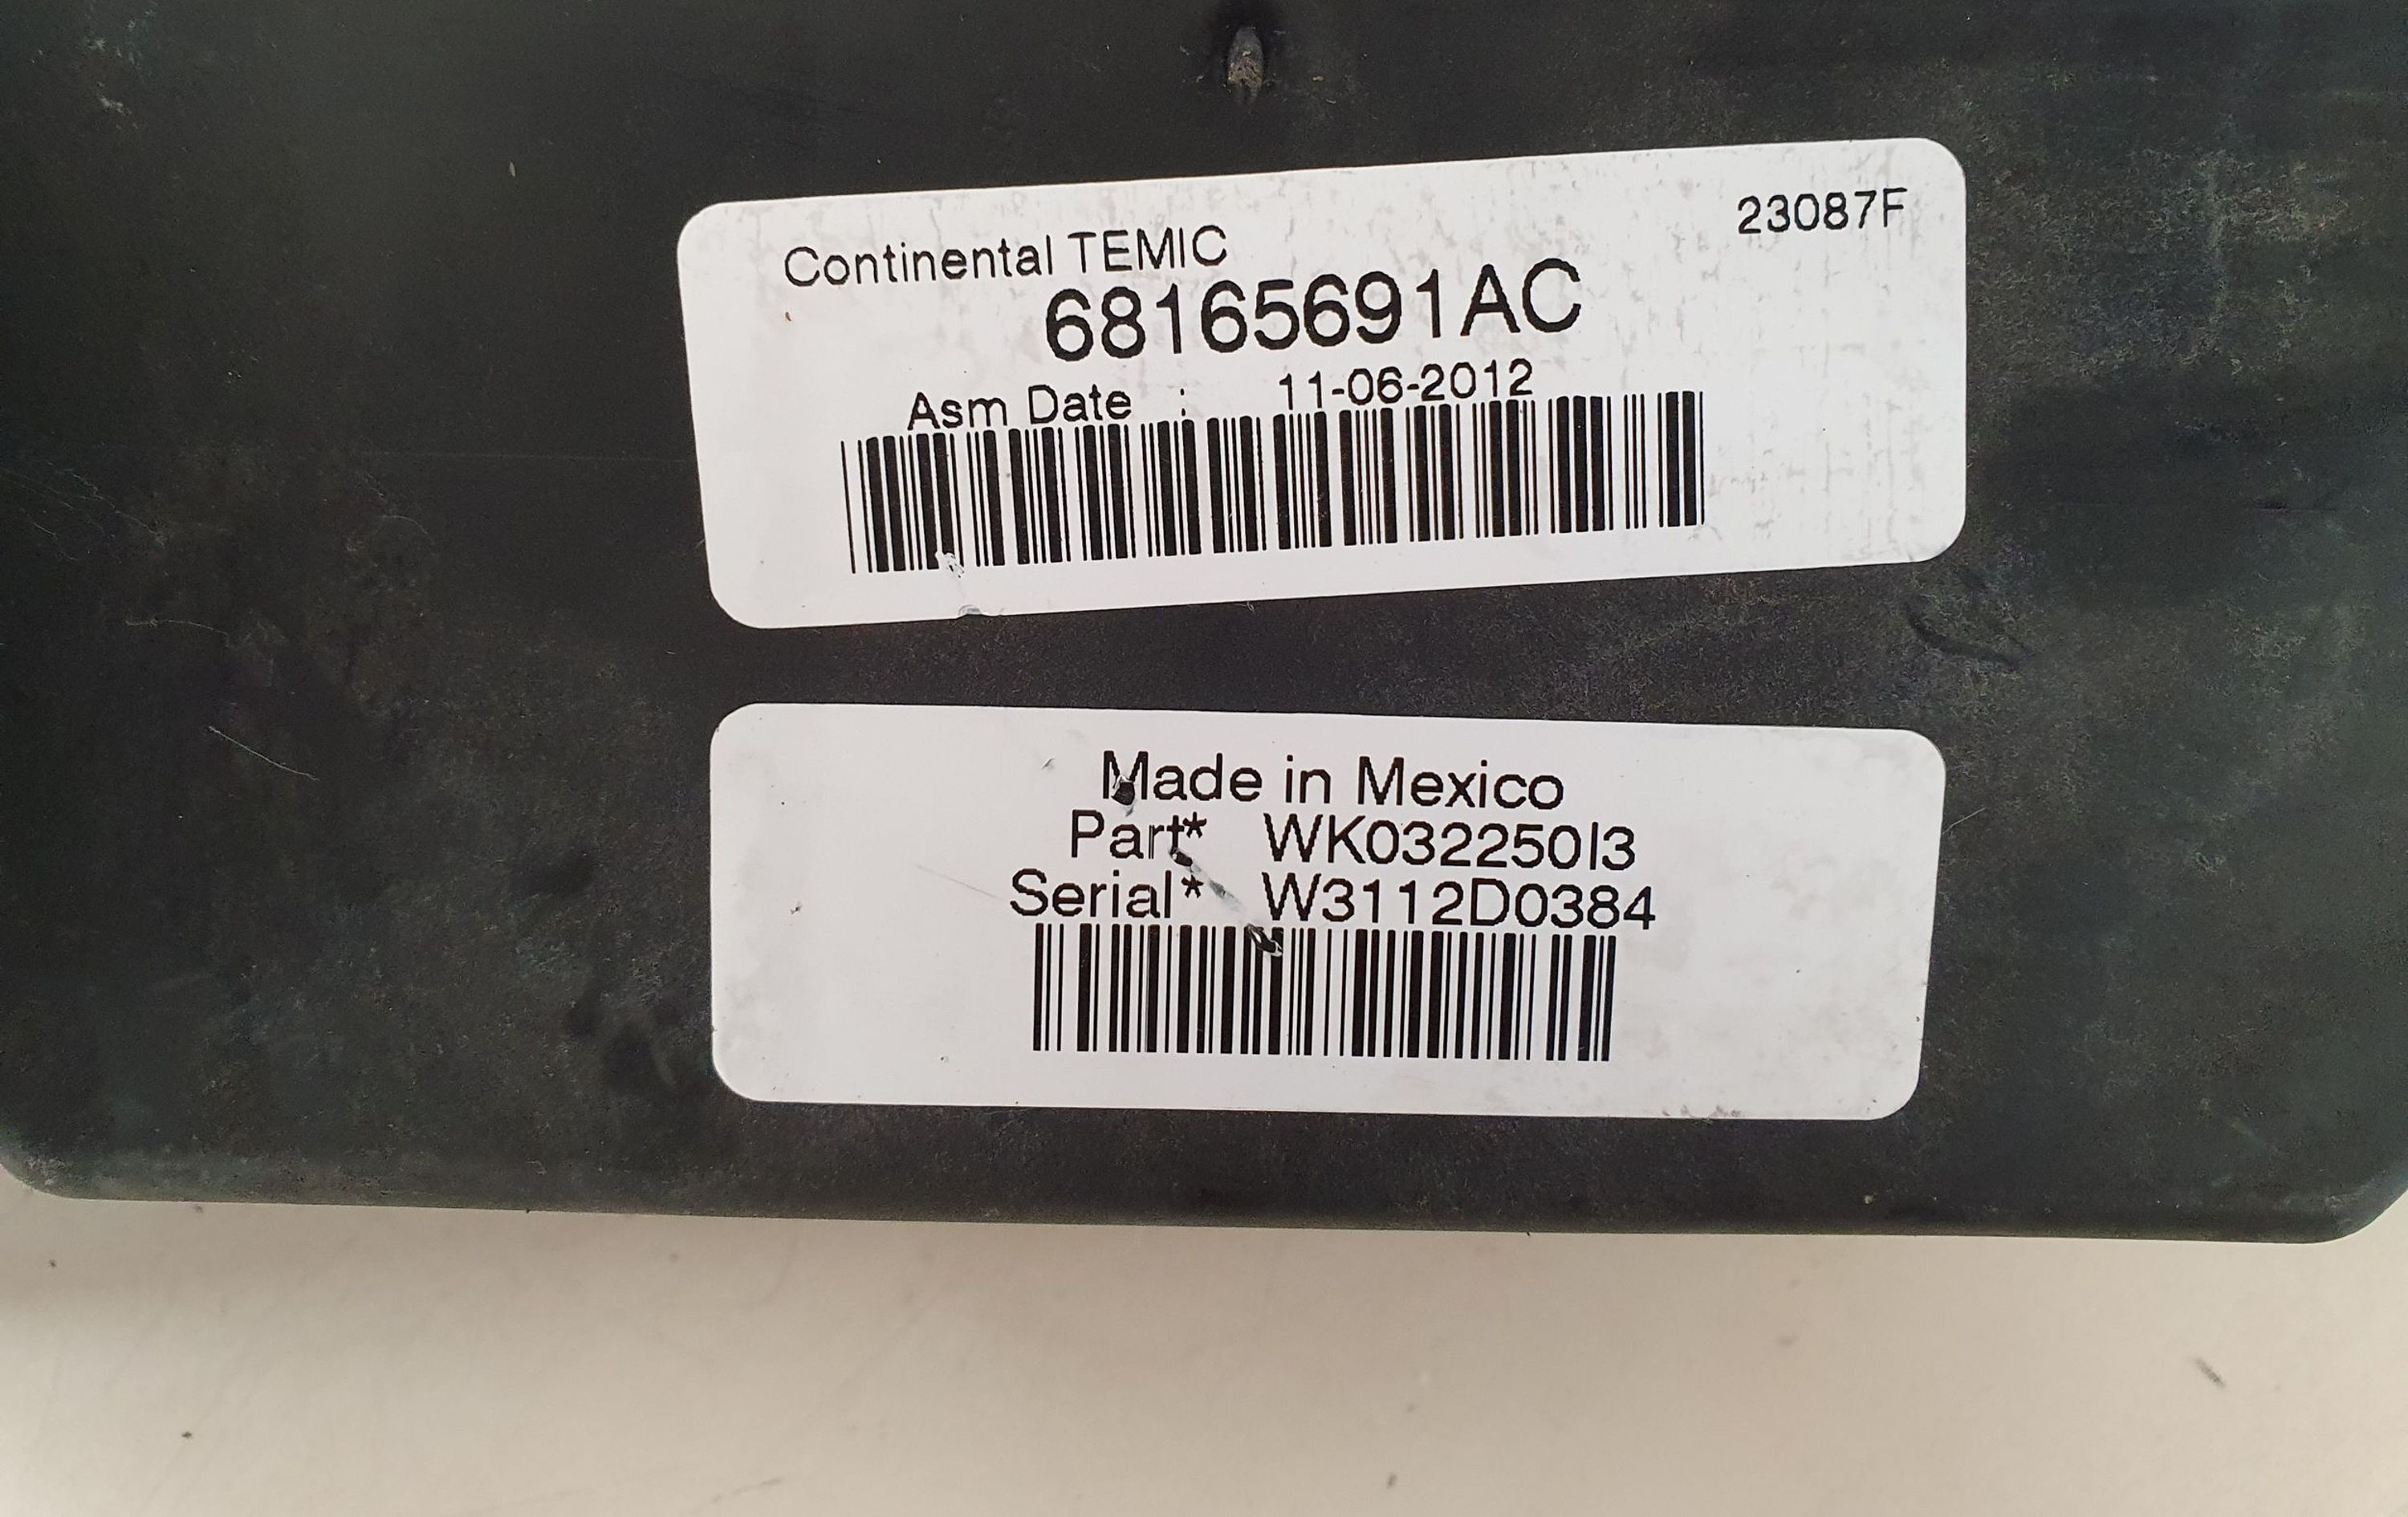 Continental TEMIC 23087F
68165691AC
Asm Date : 11-06-2012
Made in Mexico
Part* WK032250I3
Serial* W3112D0384